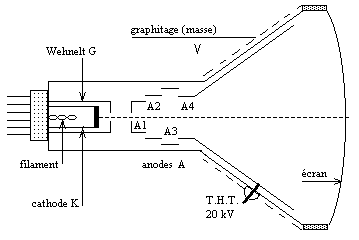 graphitage (masse)
V
Wehnelt G
A2 A4
A1
A3
filament
anodes A
écran
cathode K
T.H.T.
20 kV